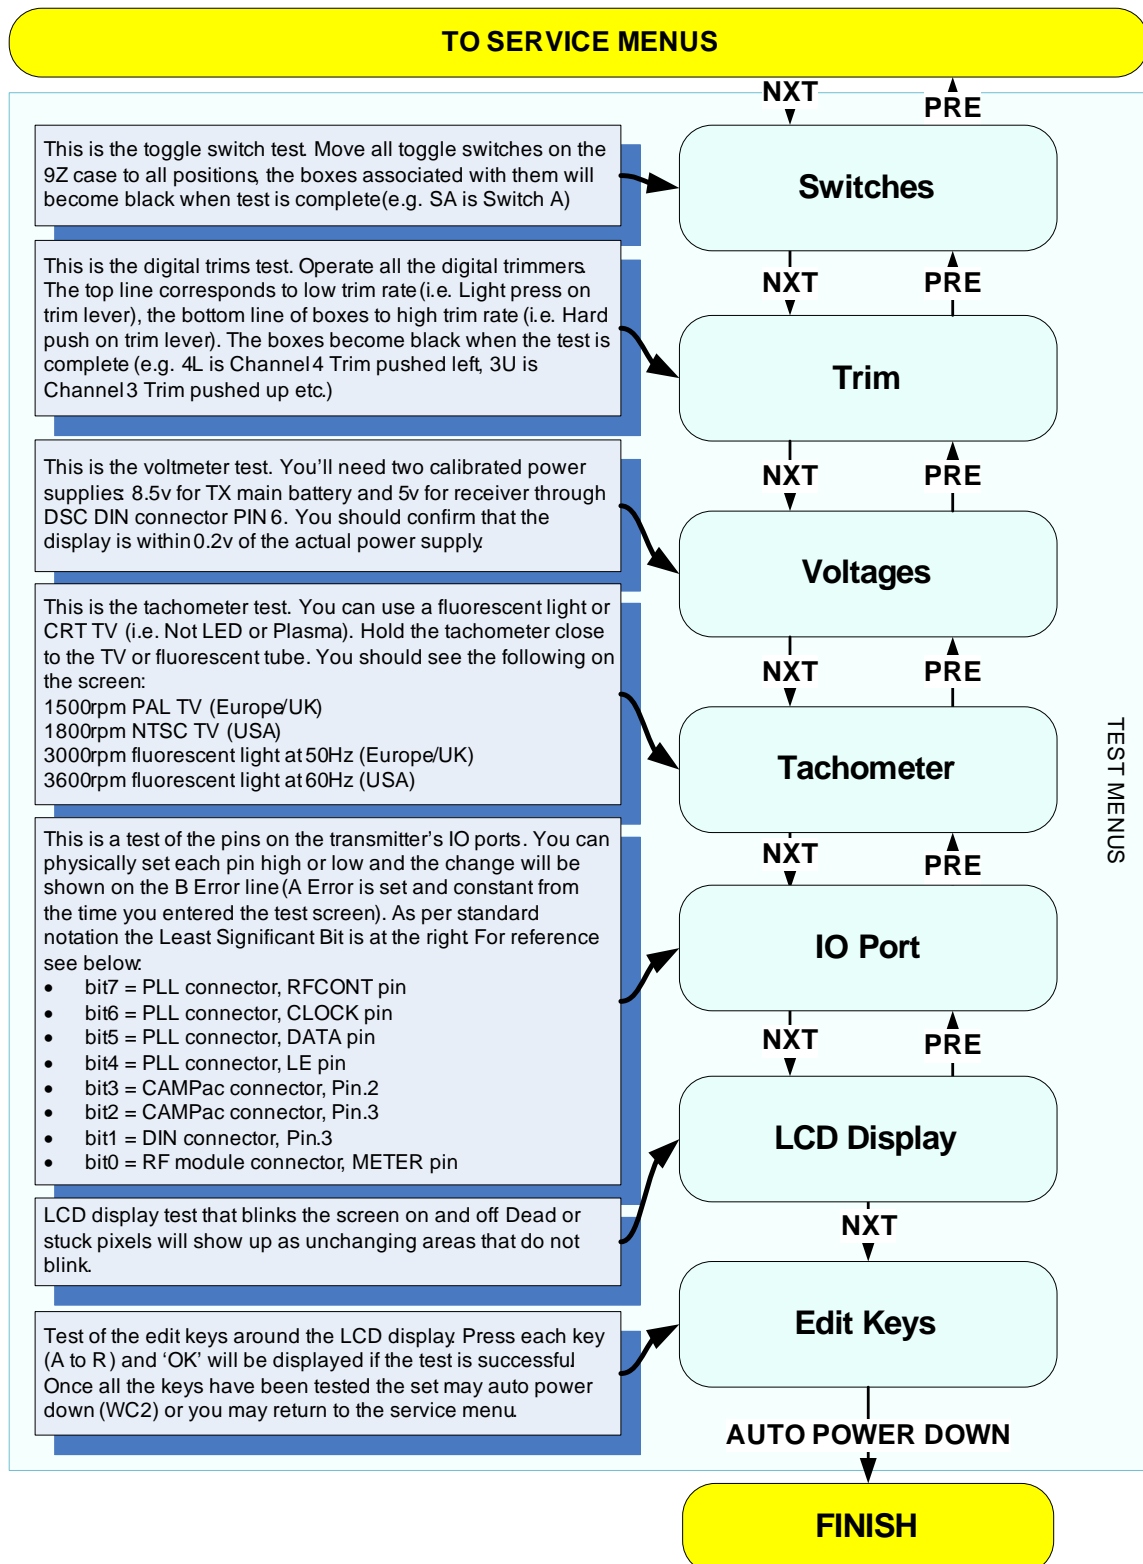 TO SERVICE MENUS
NXT
PRE
This is the toggle switch test. Move all toggle switches on the
9Z case to all positions, the boxes associated with them will
become black when test is complete (e.g. SA is Switch A)
Switches
NXT
PRE
This is the digital trims test. Operate all the digital trimmers.
The top line corresponds to low trim rate (i.e. Light press on
trim lever), the bottom line of boxes to high trim rate (i.e. Hard
push on trim lever). The boxes become black when the test is
complete (e.g. 4L is Channel 4 Trim pushed left, 3U is
Channel 3 Trim pushed up etc.)
Trim
NXT
PRE
This is the voltmeter test. You'll need two calibrated power
supplies: 8.5v for TX main battery and 5v for receiver through
DSC DIN connector PIN 6. You should confirm that the
display is within 0.2v of the actual power supply.
Voltages
NXT
PRE
This is the tachometer test. You can use a fluorescent light or
CRT TV (i.e. Not LED or Plasma). Hold the tachometer close
to the TV or fluorescent tube. You should see the following on
the screen:
1500rpm PAL TV (Europe/UK)
1800rpm NTSC TV (USA)
3000rpm fluorescent light at 50Hz (Europe/UK)
3600rpm fluorescent light at 60Hz (USA)
Tachometer
TEST MENUS
NXT
PRE
This is a test of the pins on the transmitter's IO ports. You can
physically set each pin high or low and the change will be
shown on the B Error line (A Error is set and constant from
the time you entered the test screen). As per standard
notation the Least Significant Bit is at the right. For reference
see below:
• bit7 = PLL connector, RFCONT pin
• bit6 = PLL connector, CLOCK pin
• bit5 = PLL connector, DATA pin
• bit4 = PLL connector, LE pin
• bit3 = CAMPac connector, Pin.2
• bit2 = CAMPac connector, Pin.3
• bit1 = DIN connector, Pin.3
• bit0 = RF module connector, METER pin
IO Port
NXT
PRE
LCD display test that blinks the screen on and off. Dead or
stuck pixels will show up as unchanging areas that do not
blink.
LCD Display
NXT
Test of the edit keys around the LCD display. Press each key
(A to R) and 'OK' will be displayed if the test is successful.
Once all the keys have been tested the set may auto power
down (WC2) or you may return to the service menu.
Edit Keys
AUTO POWER DOWN
FINISH